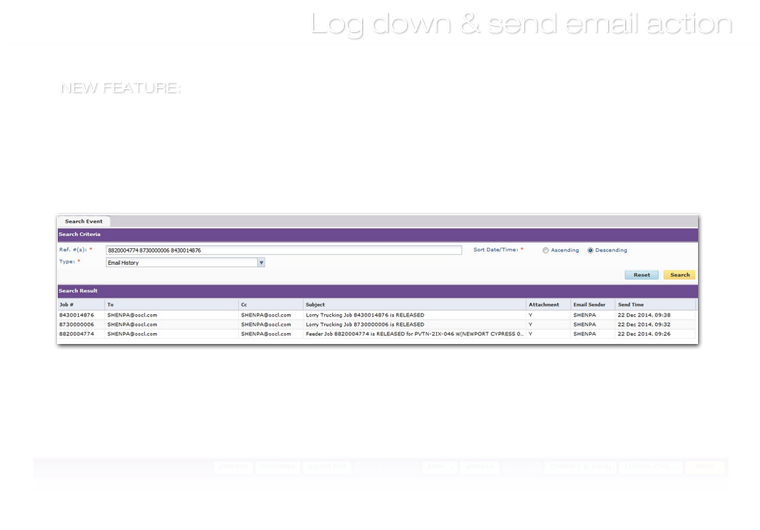 Log down & send email action
NEW FEATURE:
Search Event
Search Criteria
Ref. #(s): * 8820004774 8730000006 8430014876 Sort Date/Time: * Ascending Descending
Type: * Email History
Reset Search
Search Result
Job # To Cc Subject Attachment Email Sender Send Time
8430014876 SHENPA@oocl.com SHENPA@oocl.com Lorry Trucking Job 8430014876 is RELEASED Y SHENPA 22 Dec 2014, 09:38
8730000006 SHENPA@oocl.com SHENPA@oocl.com Lorry Trucking Job 8730000006 is RELEASED Y SHENPA 22 Dec 2014, 09:32
8820004774 SHENPA@oocl.com SHENPA@oocl.com Feeder Job 8820004774 is RELEASED for PVTN-2IX-046 W(NEWPORT CYPRESS 0.. Y SHENPA 22 Dec 2014, 09:26